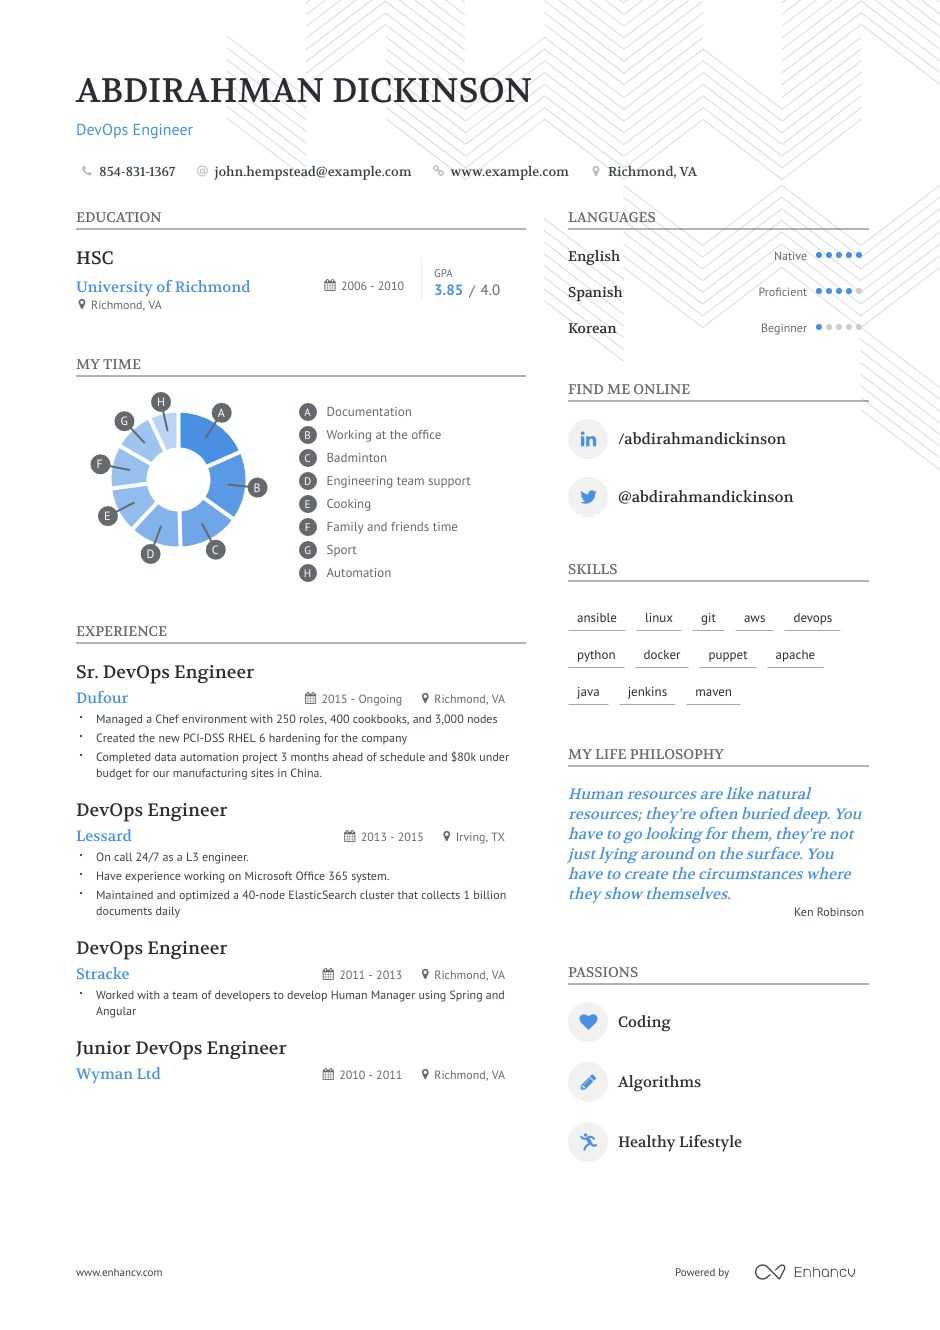 ABDIRAHMAN DICKINSON
DevOps Engineer
854-831-1367 john.hempstead@example.com www.example.com Richmond, VA
EDUCATION
HSC
University of Richmond 2006 - 2010
Richmond, VA
GPA
3.85 / 4.0
MY TIME
H
A
G
F
B
E
D
C
A Documentation
B Working at the office
C Badminton
D Engineering team support
E Cooking
F Family and friends time
G Sport
H Automation
EXPERIENCE
Sr. DevOps Engineer
Dufour 2015 - Ongoing Richmond, VA
• Managed a Chef environment with 250 roles, 400 cookbooks, and 3,000 nodes
• Created the new PCI-DSS RHEL 6 hardening for the company
• Completed data automation project 3 months ahead of schedule and $80k under
budget for our manufacturing sites in China.
DevOps Engineer
Lessard 2013 - 2015 Irving, TX
• On call 24/7 as a L3 engineer.
• Have experience working on Microsoft Office 365 system.
• Maintained and optimized a 40-node ElasticSearch cluster that collects 1 billion
documents daily
DevOps Engineer
Stracke 2011 - 2013 Richmond, VA
• Worked with a team of developers to develop Human Manager using Spring and
Angular
Junior DevOps Engineer
Wyman Ltd 2010 - 2011 Richmond, VA
LANGUAGES
English Native
Spanish Proficient
Korean Beginner
FIND ME ONLINE
/abdirahmandickinson
@abdirahmandickinson
SKILLS
ansible linux git aws devops
python docker puppet apache
java jenkins maven
MY LIFE PHILOSOPHY
Human resources are like natural
resources; they're often buried deep. You
have to go looking for them, they're not
just lying around on the surface. You
have to create the circumstances where
they show themselves.
Ken Robinson
PASSIONS
Coding
Algorithms
Healthy Lifestyle
www.enhancv.com Powered by Enhancv